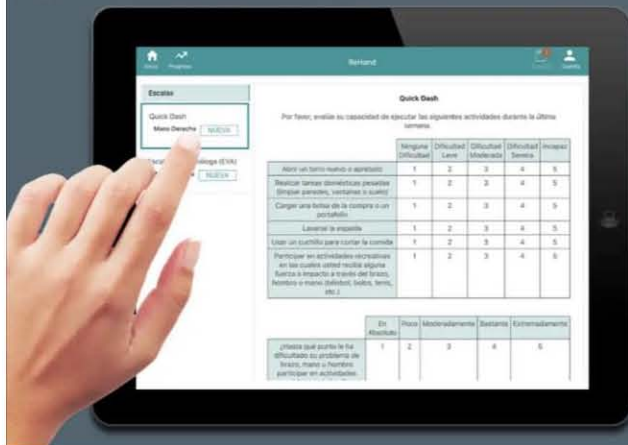 Inicio
Progreso
ReHand
Cuenta
Escalas
Quick Dash
Mano Derecha NUEVA
(EVA)
NUEVA
Quick Dash
Por favor, evalúe su capacidad de ejecutar las siguientes actividades durante la última
semana.
Ninguna Dificultad Dificultad Dificultad Incapaz
Dificultad Leve Moderada Severa
Abrir un tarro nuevo o apretado 1 2 3 4 5
Realizar tareas domésticas pesadas 1 2 3 4 5
(limpiar paredes, ventanas o suelo)
Cargar una bolsa de la compra o un 1 2 3 4 5
portafolio
Lavarse la espalda 1 2 3 4 5
Usar un cuchillo para cortar la comida 1 2 3 4 5
Participar en actividades recreativas 1 2 3 4 5
en las cuales usted recibe alguna
fuerza o impacto a través del brazo,
hombro o mano (béisbol, bolos, tenis,
etc.)
En Poco Moderadamente Bastante Extremadamente
Absoluto
¿Hasta qué punto le ha 1 2 3 4 5
dificultado su problema de
brazo, mano u hombro
participar en actividades